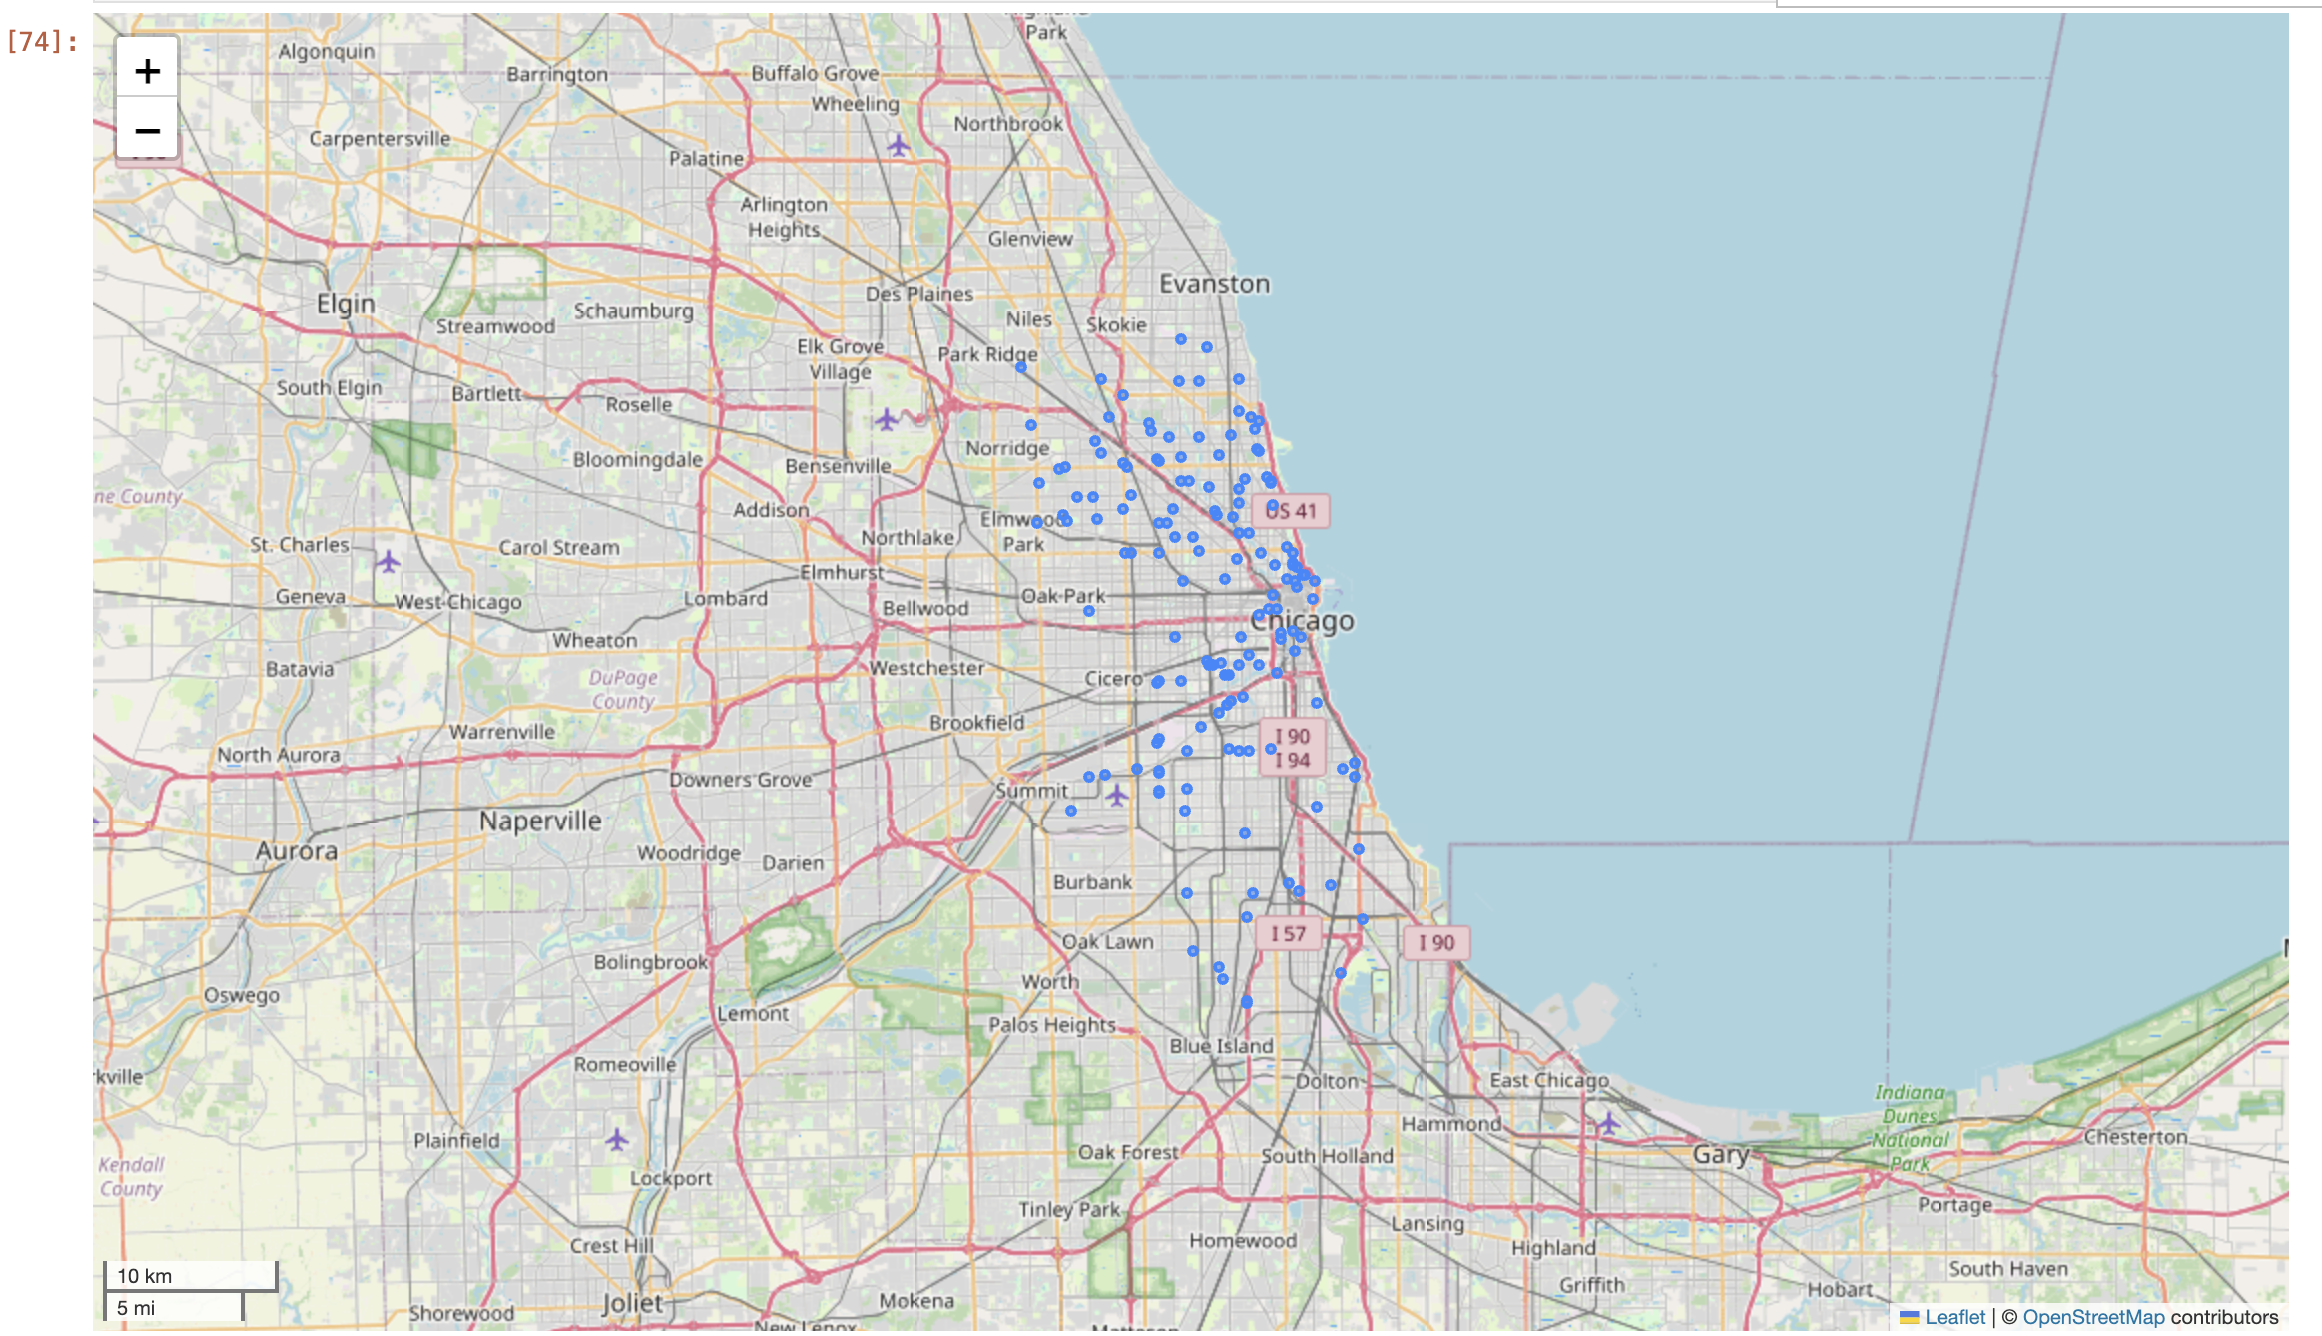 [74]:
+
−
Park
Algonquin
Barrington
Buffalo Grove
Wheeling
Northbrook
Carpentersville
Palatine
Arlington
Heights
Glenview
Evanston
Des Plaines
Elgin
Streamwood
Schaumburg
Niles
Skokie
Elk Grove
Village
Park Ridge
South Elgin
Bartlett
Roselle
Norridge
Bloomingdale
Bensenville
ne County
Addison
US 41
Elmwood
Park
St. Charles
Carol Stream
Northlake
Elmhurst
Geneva
West Chicago
Lombard
Bellwood
Oak Park
Chicago
Wheaton
Batavia
DuPage
County
Westchester
Cicero
Brookfield
Warrenville
North Aurora
I 90
I 94
Downers Grove
Summit
Naperville
Aurora
Woodridge
Darien
Burbank
I 57
I 90
Oak Lawn
Bolingbrook
Worth
Oswego
Lemont
Palos Heights
Blue Island
Romeoville
rkville
Dolton
East Chicago
Indiana
Dunes
National
Park
Hammond
Plainfield
Chesterton
Kendall
County
Oak Forest
South Holland
Gary
Lockport
Tinley Park
Lansing
Portage
Crest Hill
Homewood
Highland
South Haven
Griffith
Hobart
10 km
5 mi
Shorewood
Joliet
Mokena
New Lenox
Matteson
Leaflet | © OpenStreetMap contributors